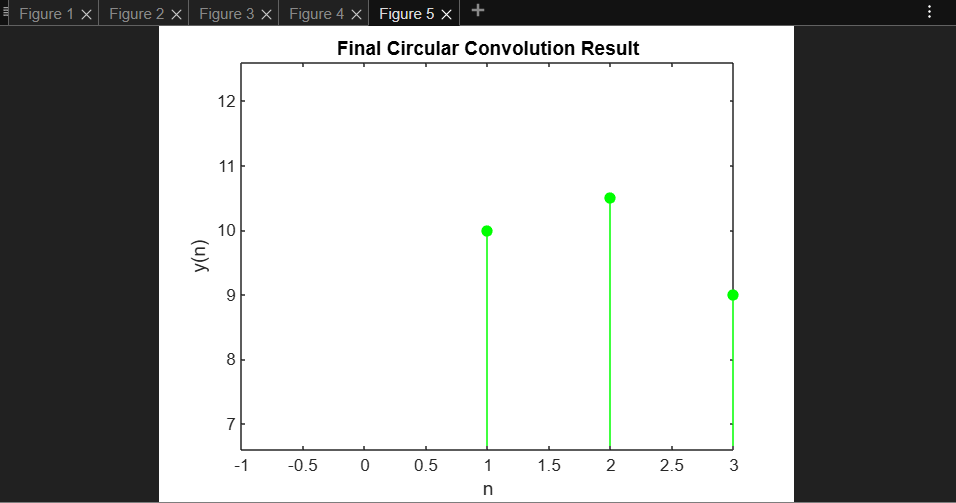 Figure 1 × Figure 2 × Figure 3 × Figure 4 × Figure 5 × +
Final Circular Convolution Result
12
11
10
9
8
7
y(n)
-1 -0.5 0 0.5 1 1.5 2 2.5 3
n